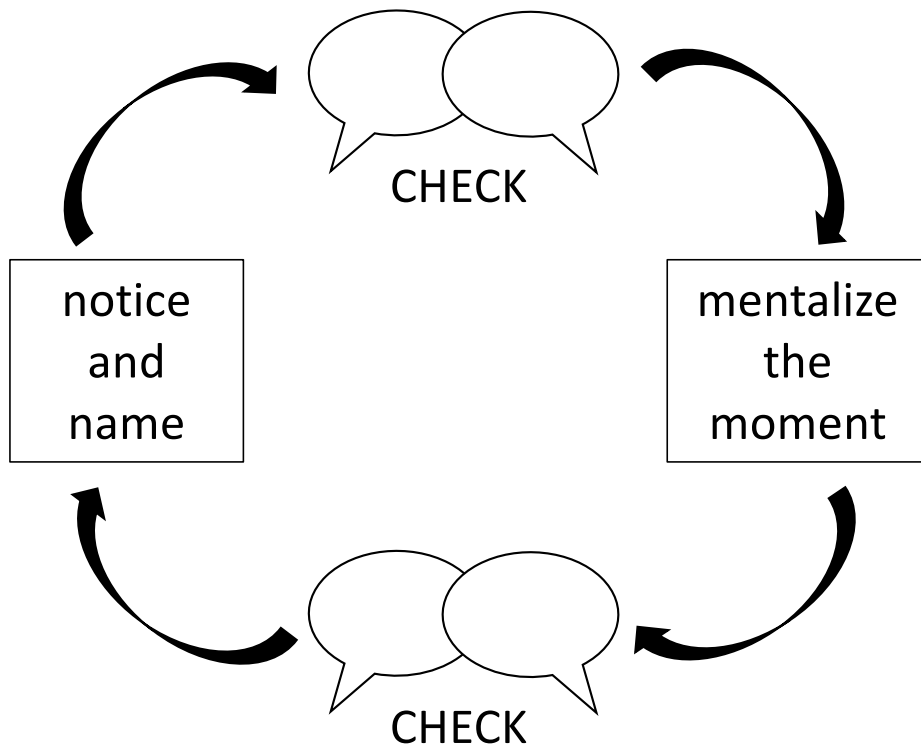 CHECK
notice
and
name
mentalize
the
moment
CHECK